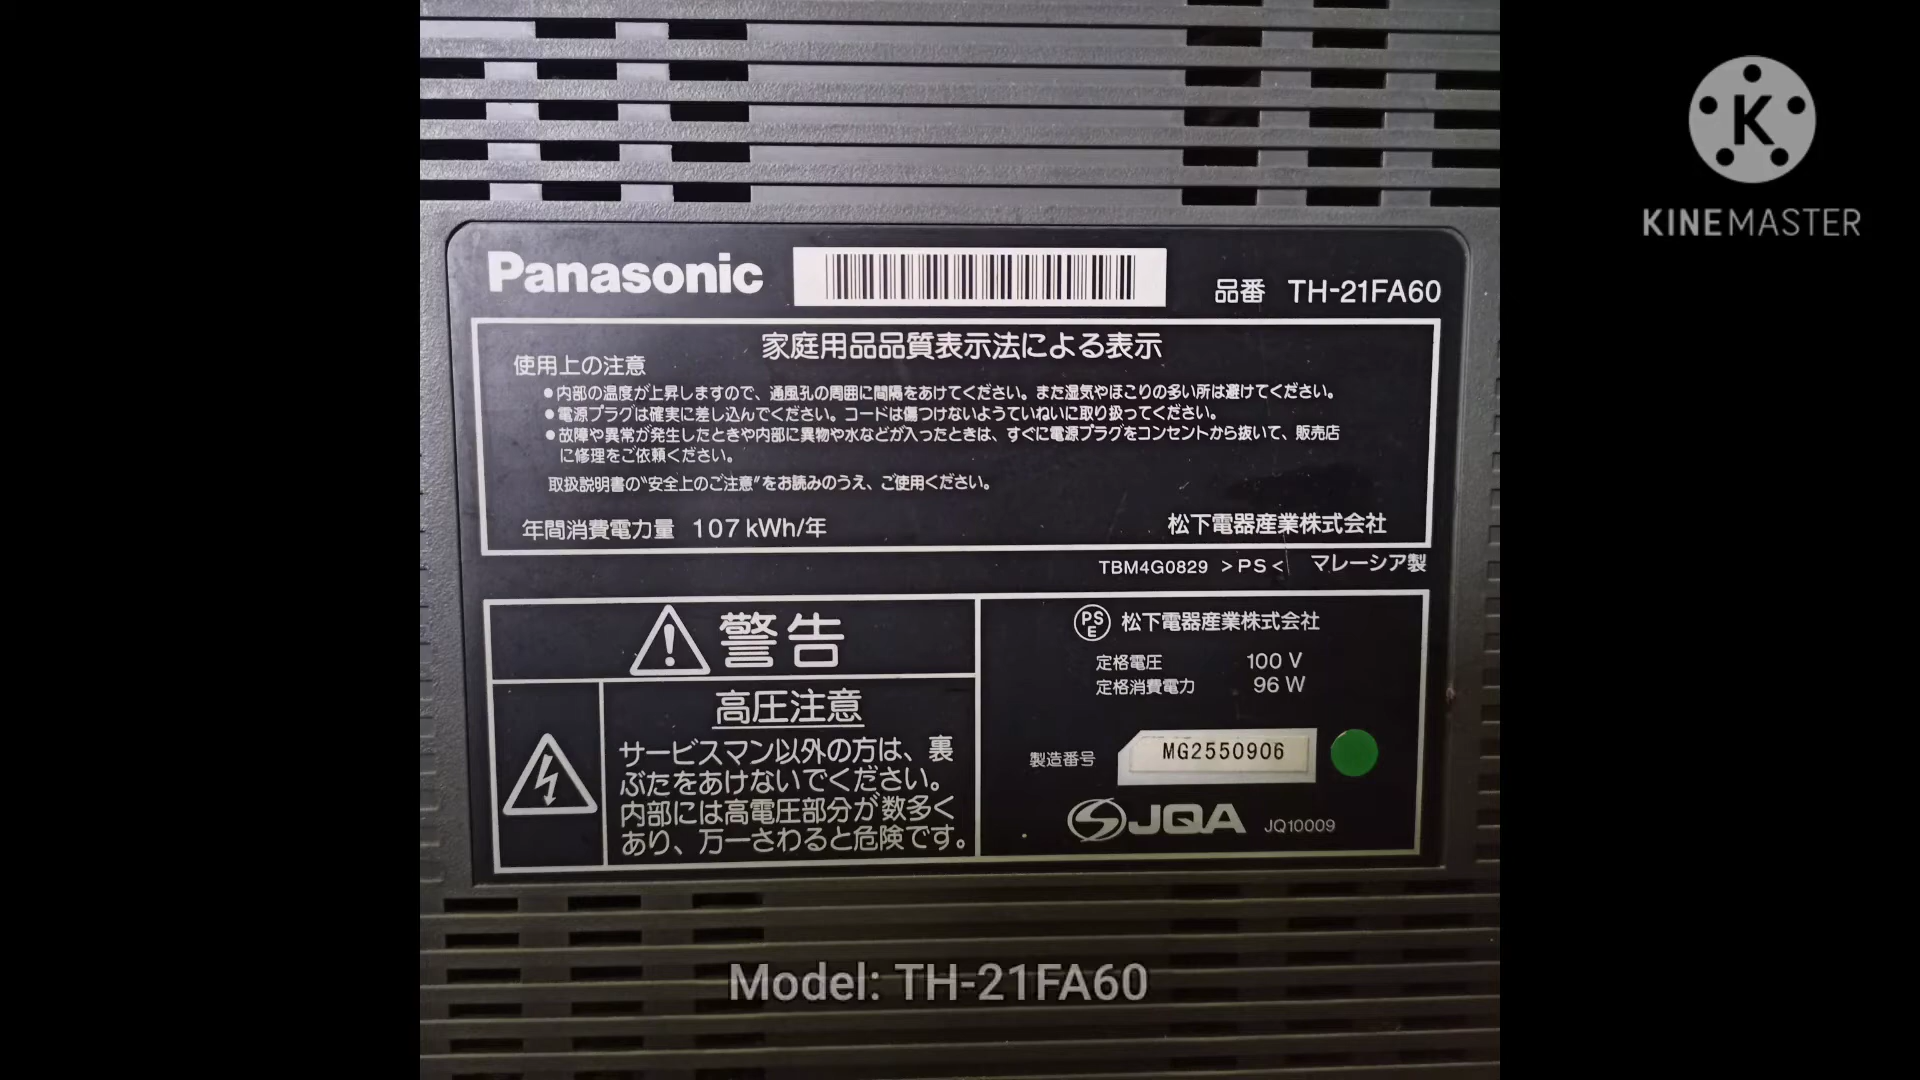 K
KINEMASTER
Panasonic
品番 TH-21FA60
家庭用品品質表示法による表示
使用上の注意
●内部の温度が上昇しますので、通風孔の周囲に間隔をあけてください。また湿気やほこりの多い所は避けてください。
●電源プラグは確実に差し込んでください。コードは傷つけないようていねいに取り扱ってください。
●故障や異常が発生したときや内部に異物や水などが入ったときは、すぐに電源プラグをコンセントから抜いて、販売店
に修理をご依頼ください。
取扱説明書の"安全上のご注意"をお読みのうえ、ご使用ください。
年間消費電力量 107kWh/年
松下電器産業株式会社
TBM4G0829 >PS< マレーシア製
警告
高圧注意
サービスマン以外の方は、裏
ぶたをあけないでください。
内部には高電圧部分が数多く
あり、万一さわると危険です。
PSE 松下電器産業株式会社
定格電圧 100 V
定格消費電力 96 W
製造番号 MG2550906
JQA JQ10009
Model: TH-21FA60